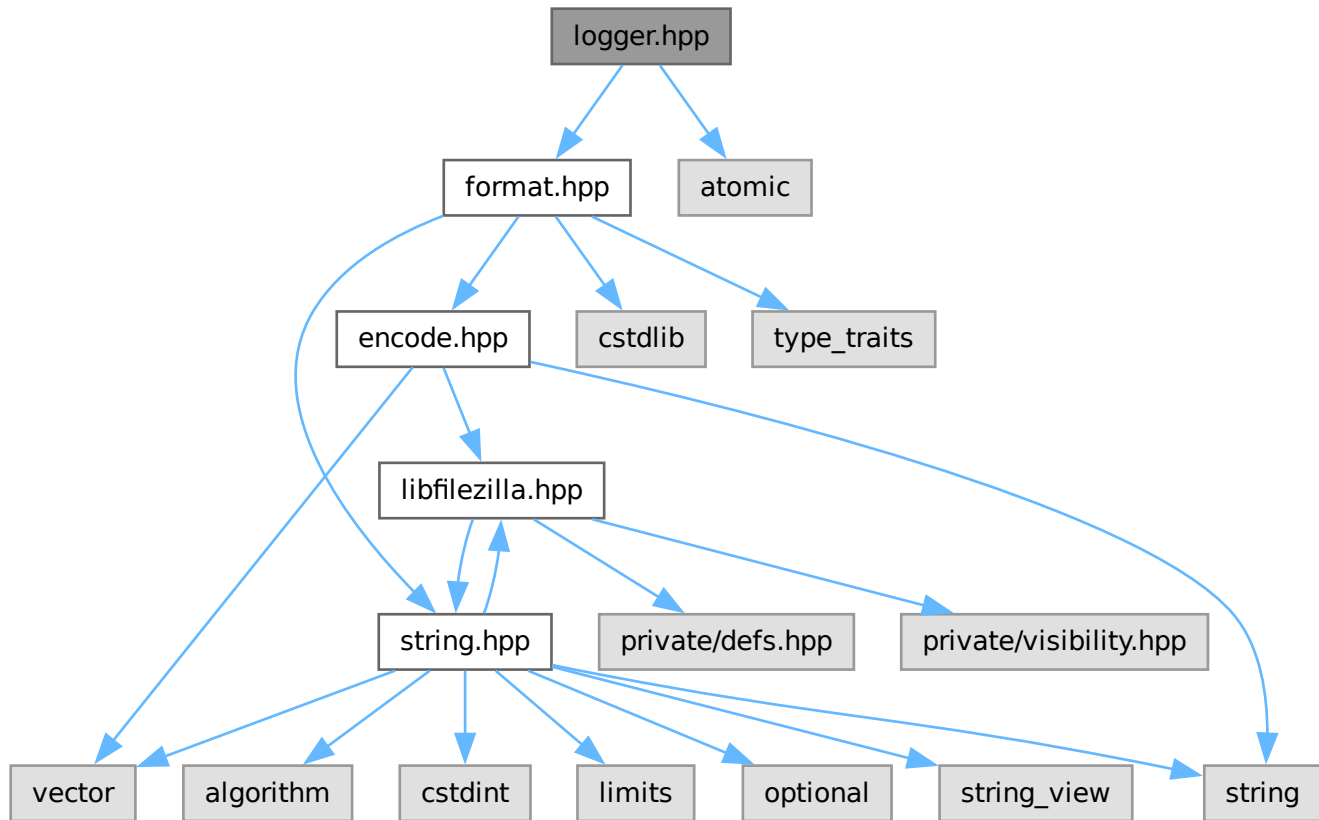 logger.hpp
format.hpp
atomic
encode.hpp
cstdlib
type_traits
libfilezilla.hpp
string.hpp
private/defs.hpp
private/visibility.hpp
vector
algorithm
cstdint
limits
optional
string_view
string